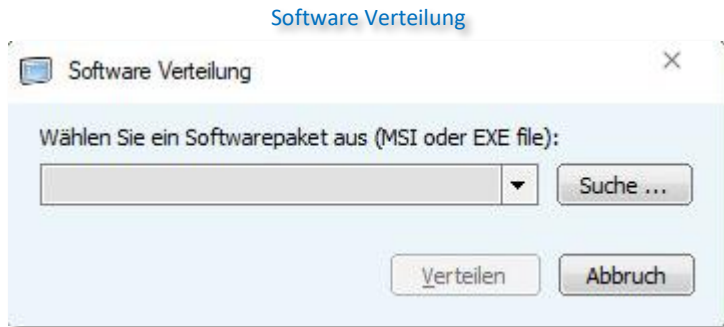 Software Verteilung
Software Verteilung
Wählen Sie ein Softwarepaket aus (MSI oder EXE file):
Suche ...
Verteilen Abbruch